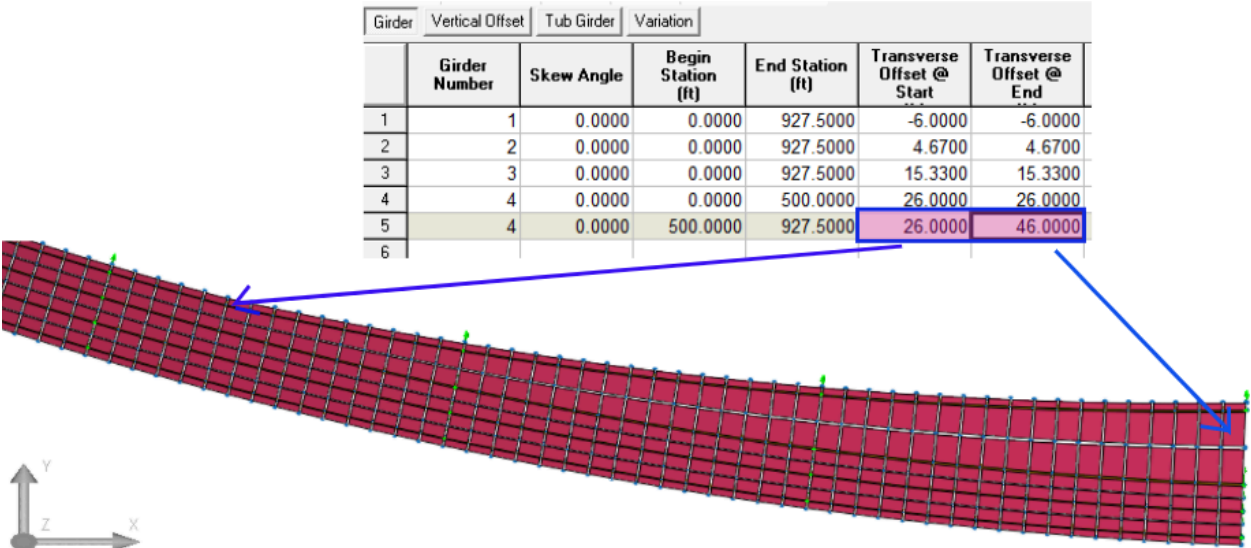 Girder Vertical Offset Tub Girder Variation
Girder Number Skew Angle Begin Station (ft) End Station (ft) Transverse Offset @ Start Transverse Offset @ End
1 1 0.0000 0.0000 927.5000 -6.0000 -6.0000
2 2 0.0000 0.0000 927.5000 4.6700 4.6700
3 3 0.0000 0.0000 927.5000 15.3300 15.3300
4 4 0.0000 0.0000 500.0000 26.0000 26.0000
5 4 0.0000 500.0000 927.5000 26.0000 46.0000
6
Y
Z X